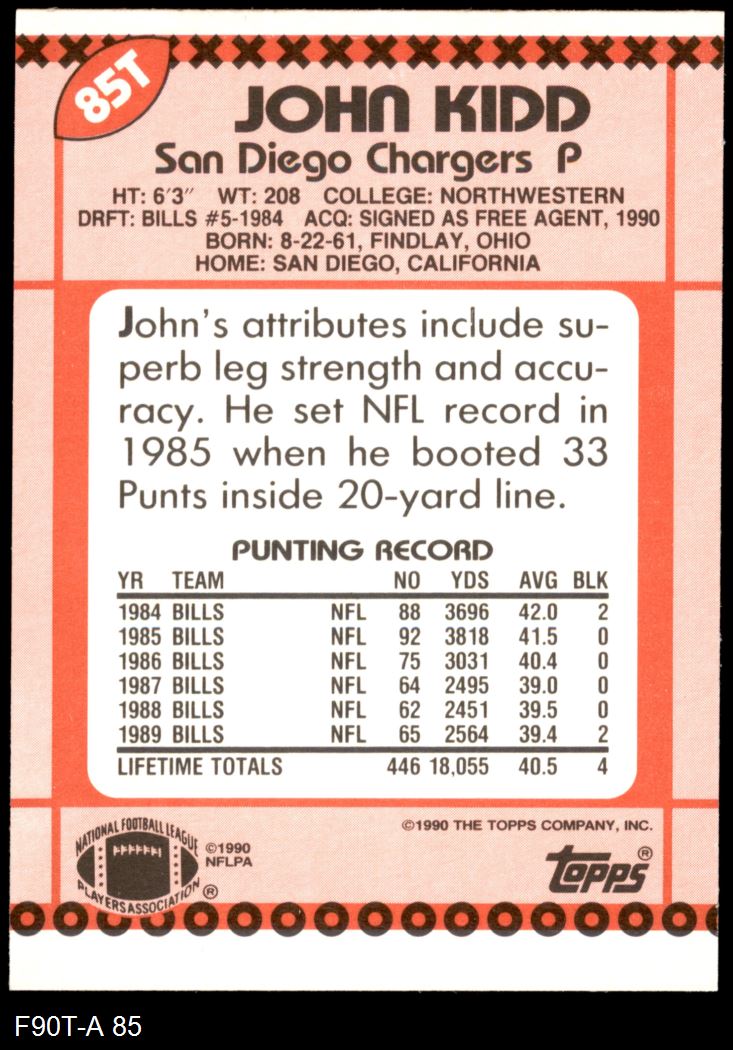 85T
JOHN KIDD
San Diego Chargers P
HT: 6'3" WT: 208 COLLEGE: NORTHWESTERN
DRFT: BILLS #5-1984 ACQ: SIGNED AS FREE AGENT, 1990
BORN: 8-22-61, FINDLAY, OHIO
HOME: SAN DIEGO, CALIFORNIA
John's attributes include su-
perb leg strength and accu-
racy. He set NFL record in
1985 when he booted 33
Punts inside 20-yard line.
PUNTING RECORD
YR TEAM NO YDS AVG BLK
1984 BILLS NFL 88 3696 42.0 2
1985 BILLS NFL 92 3818 41.5 0
1986 BILLS NFL 75 3031 40.4 0
1987 BILLS NFL 64 2495 39.0 0
1988 BILLS NFL 62 2451 39.5 0
1989 BILLS NFL 65 2564 39.4 2
LIFETIME TOTALS 446 18,055 40.5 4
NATIONAL FOOTBALL LEAGUE
PLAYERS ASSOCIATION ®
©1990
NFLPA
©1990 THE TOPPS COMPANY, INC.
topps®
F90T-A 85